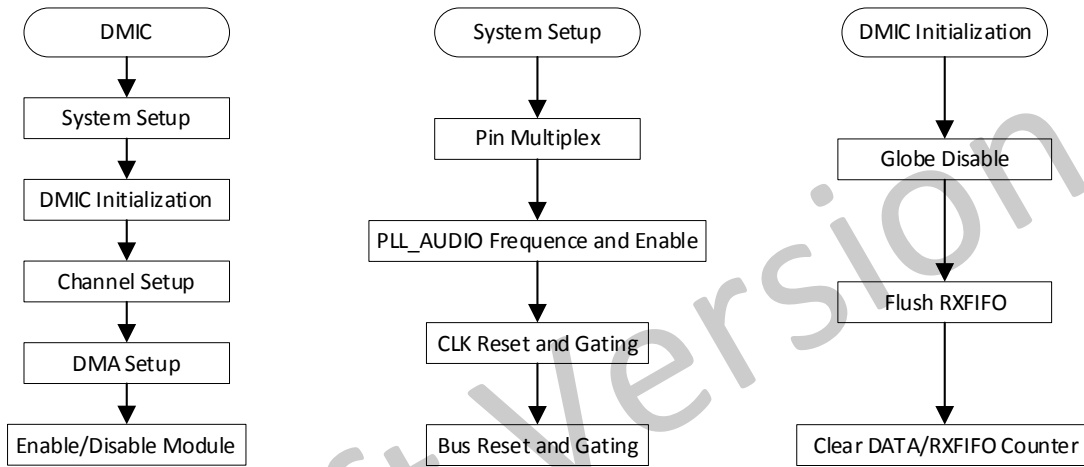 DMIC
System Setup
DMIC Initialization
Channel Setup
DMA Setup
Enable/Disable Module
System Setup
Pin Multiplex
PLL_AUDIO Frequence and Enable
CLK Reset and Gating
Bus Reset and Gating
DMIC Initialization
Globe Disable
Flush RXFIFO
Clear DATA/RXFIFO Counter
Version